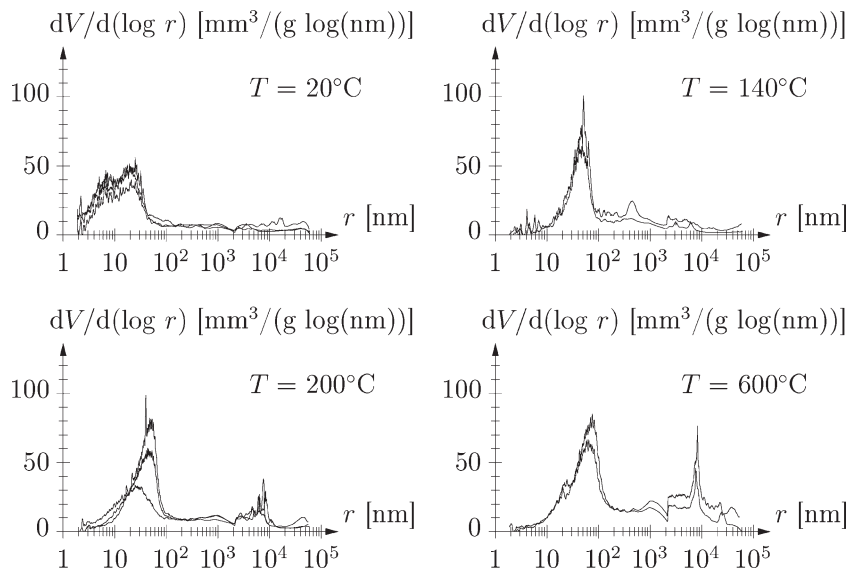 dV/d(log r) [mm³/(g log(nm))]
T = 20°C
100
50
0
r [nm]
1 10 10² 10³ 10⁴ 10⁵
dV/d(log r) [mm³/(g log(nm))]
T = 140°C
100
50
0
r [nm]
1 10 10² 10³ 10⁴ 10⁵
dV/d(log r) [mm³/(g log(nm))]
T = 200°C
100
50
0
r [nm]
1 10 10² 10³ 10⁴ 10⁵
dV/d(log r) [mm³/(g log(nm))]
T = 600°C
100
50
0
r [nm]
1 10 10² 10³ 10⁴ 10⁵